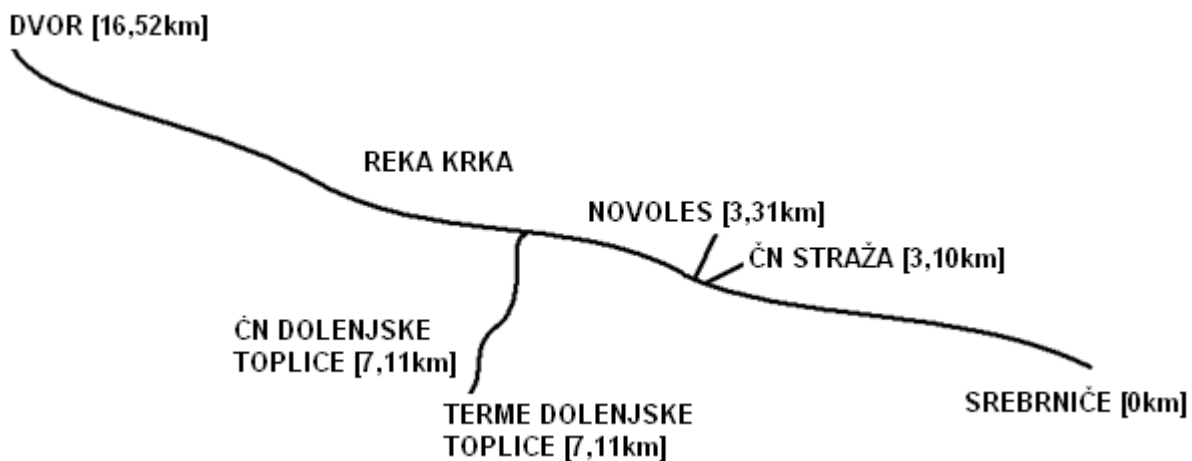 DVOR [16,52km]
REKA KRKA
NOVOLES [3,31km]
ČN STRAŽA [3,10km]
ČN DOLENJSKE
TOPLICE [7,11km]
TERME DOLENJSKE
TOPLICE [7,11km]
SREBRNIČE [0km]